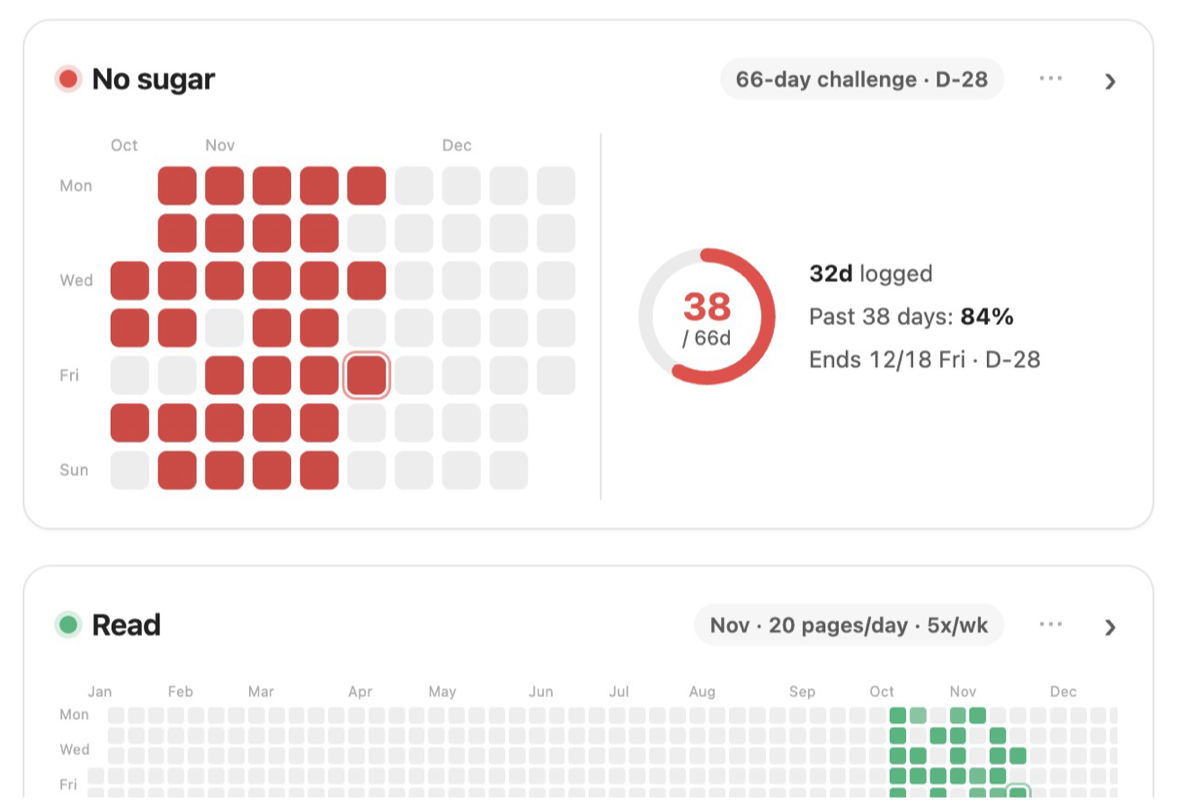 No sugar
66-day challenge · D-28
Oct Nov Dec
Mon
Wed
Fri
Sun
38
/ 66d
32d logged
Past 38 days: 84%
Ends 12/18 Fri · D-28
Read
Nov · 20 pages/day · 5x/wk
Jan Feb Mar Apr May Jun Jul Aug Sep Oct Nov Dec
Mon
Wed
Fri